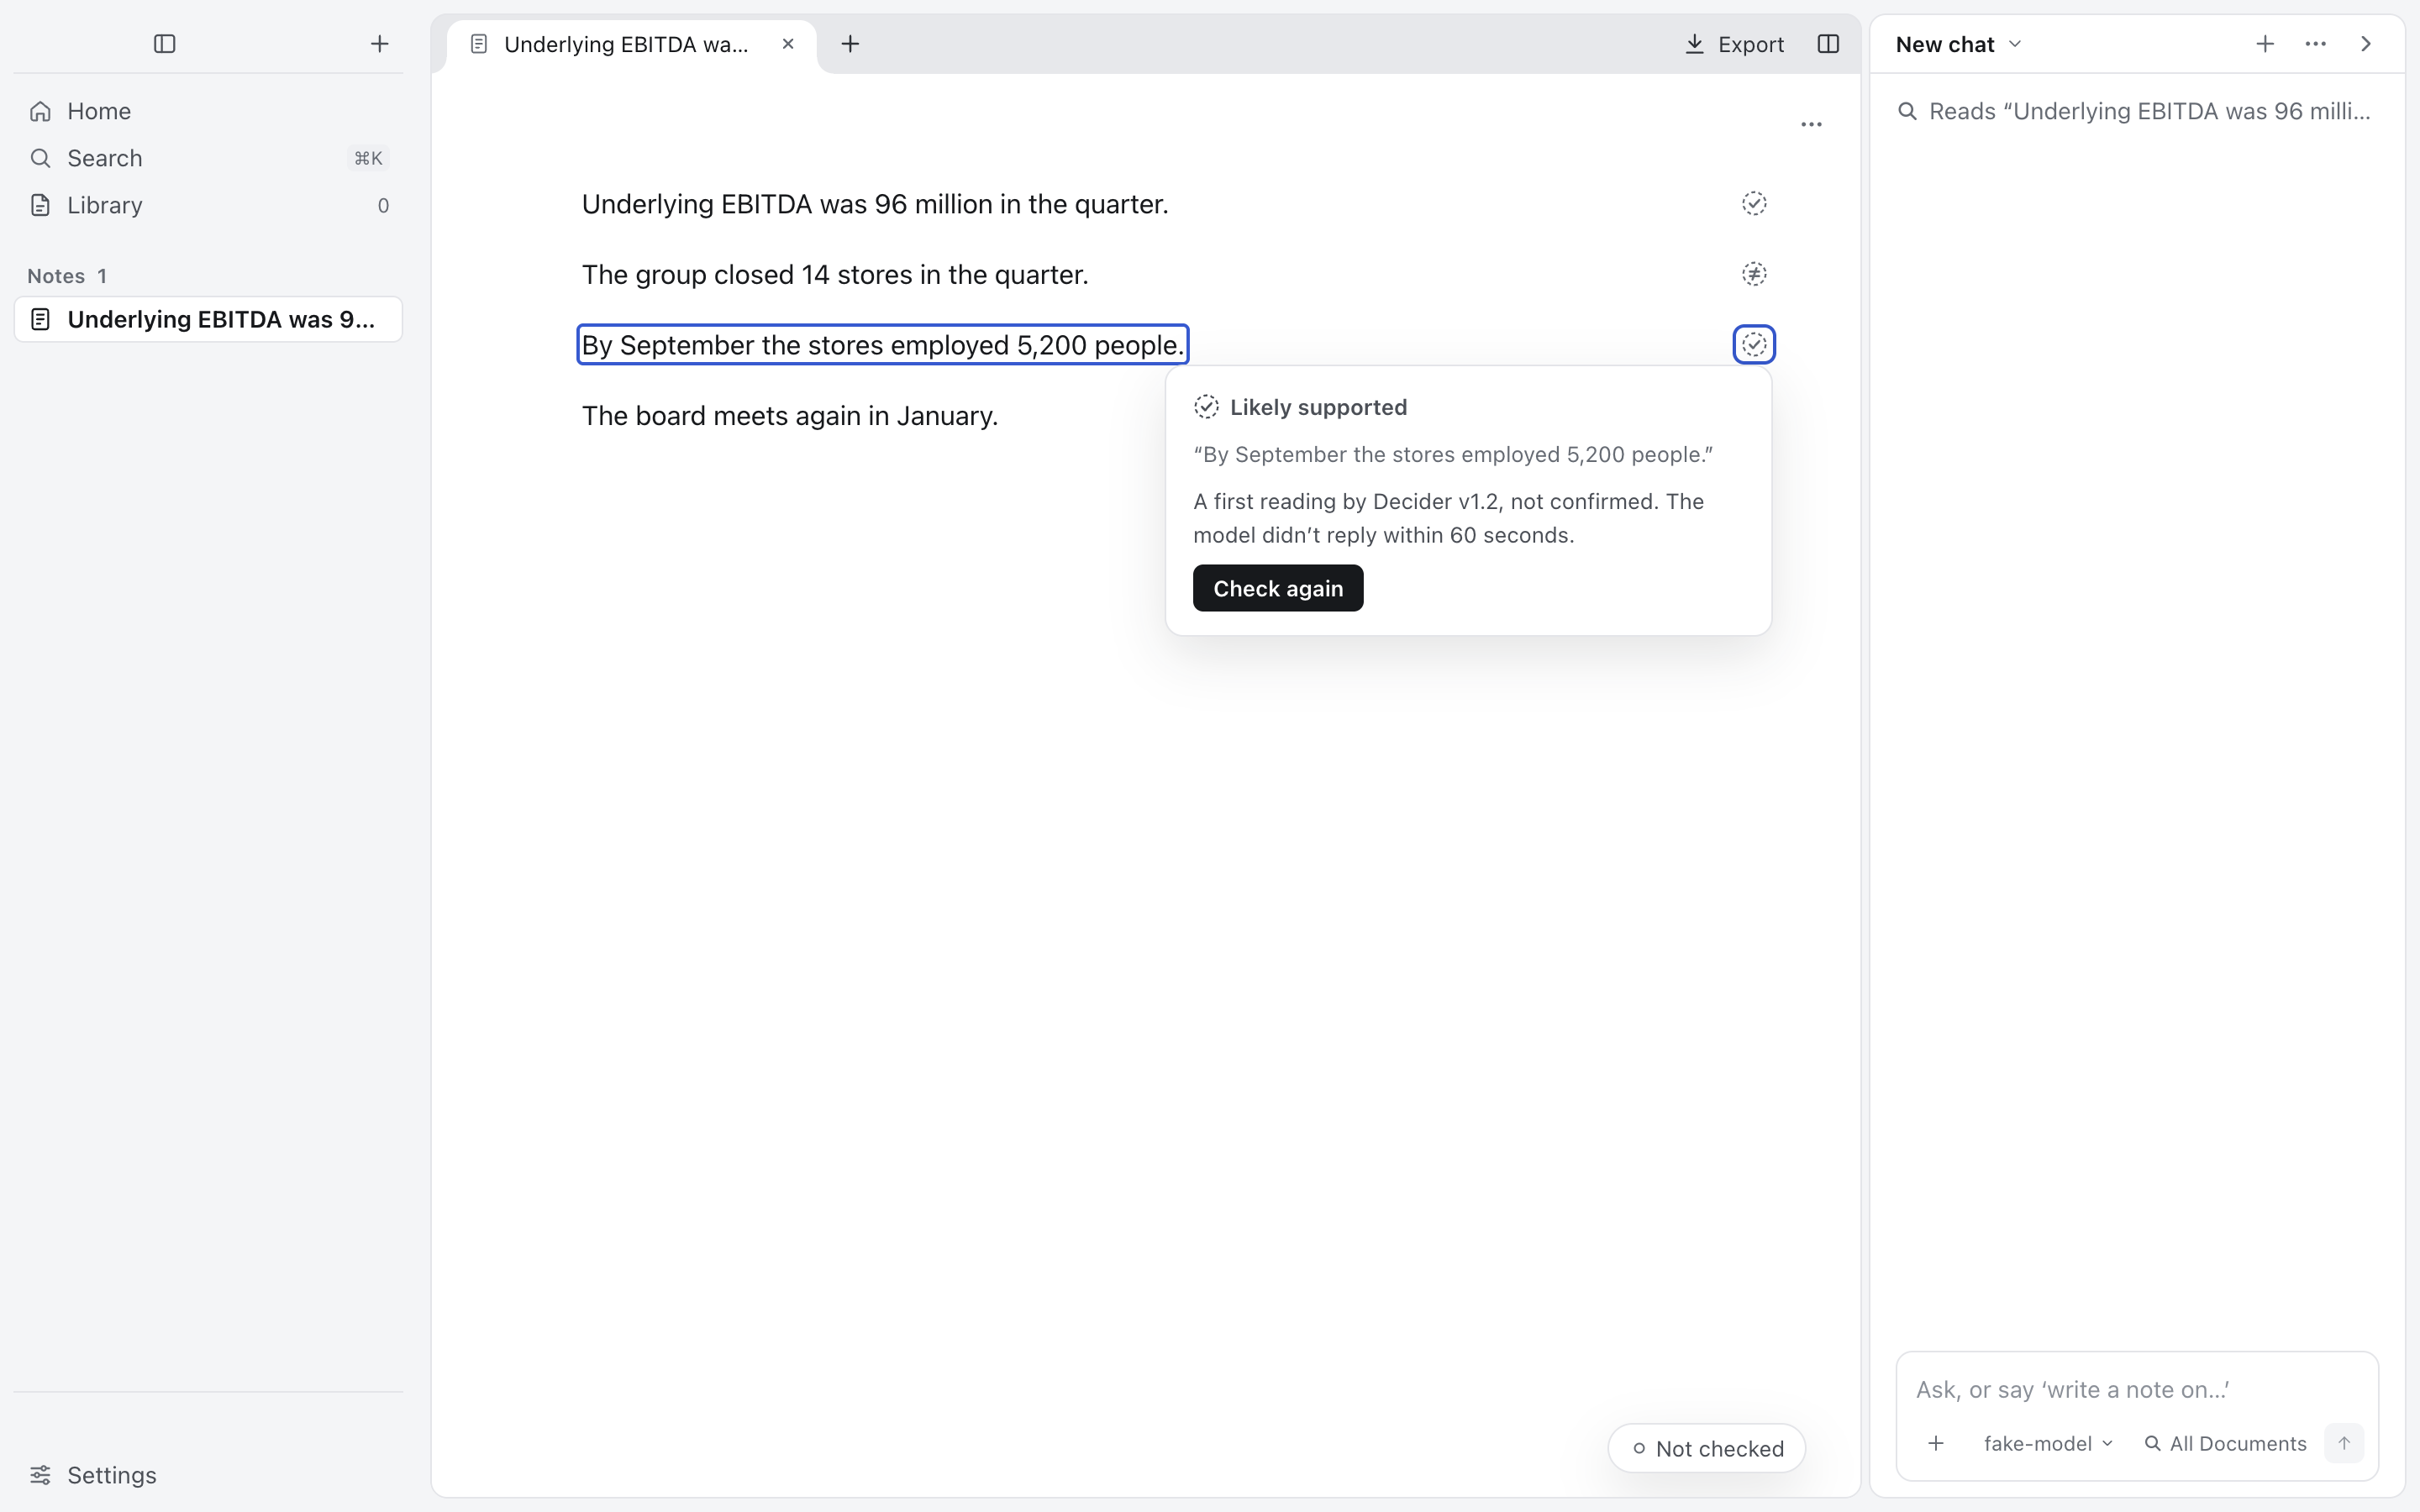 Home
Search ⌘K
Library 0
Notes 1
Underlying EBITDA was 9...
Underlying EBITDA wa...
Export
Underlying EBITDA was 96 million in the quarter.
The group closed 14 stores in the quarter.
By September the stores employed 5,200 people.
The board meets again in January.
Likely supported
“By September the stores employed 5,200 people.”
A first reading by Decider v1.2, not confirmed. The
model didn’t reply within 60 seconds.
Check again
Not checked
New chat
Reads “Underlying EBITDA was 96 milli...
Ask, or say ‘write a note on...’
fake-model All Documents
Settings